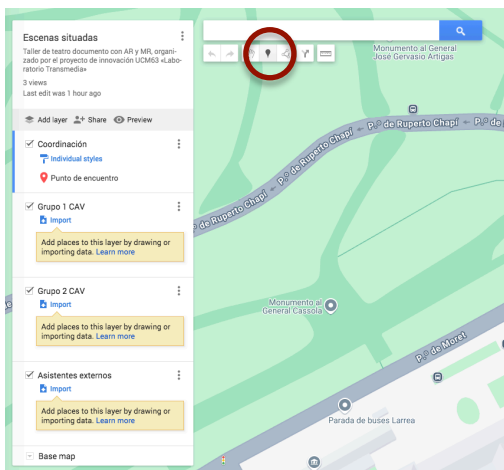 Escenas situadas
Taller de teatro documento con AR y MR, organi-
zado por el proyecto de innovación UCM63 «Labo-
ratorio Transmedia»
3 views
Last edit was 1 hour ago
Add layer
Share
Preview
Coordinación
Individual styles
Punto de encuentro
Grupo 1 CAV
Import
Add places to this layer by drawing or
importing data. Learn more
Grupo 2 CAV
Import
Add places to this layer by drawing or
importing data. Learn more
Asistentes externos
Import
Add places to this layer by drawing or
importing data. Learn more
Base map
Monumento al General
José Gervasio Artigas
P.º de Ruperto Chapí
P.º de
P.º de Ruperto Chapí
de Ruperto Chapí
Monumento al
General Cassola
P.º de Moret
Parada de buses Larrea